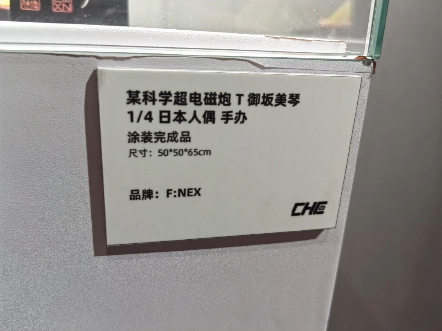 某科学超电磁炮 T 御坂美琴
1/4 日本人偶 手办
涂装完成品
尺寸：50*50*65cm
品牌：F:NEX
CHE